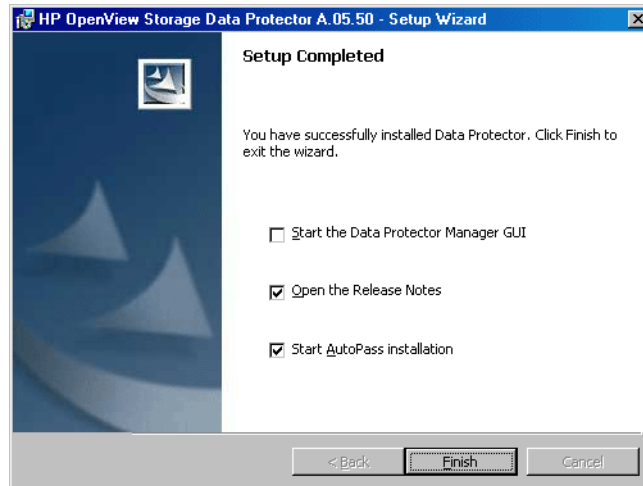 HP OpenView Storage Data Protector A.05.50 - Setup Wizard
Setup Completed
You have successfully installed Data Protector. Click Finish to
exit the wizard.
Start the Data Protector Manager GUI
Open the Release Notes
Start AutoPass installation
< Back
Finish
Cancel